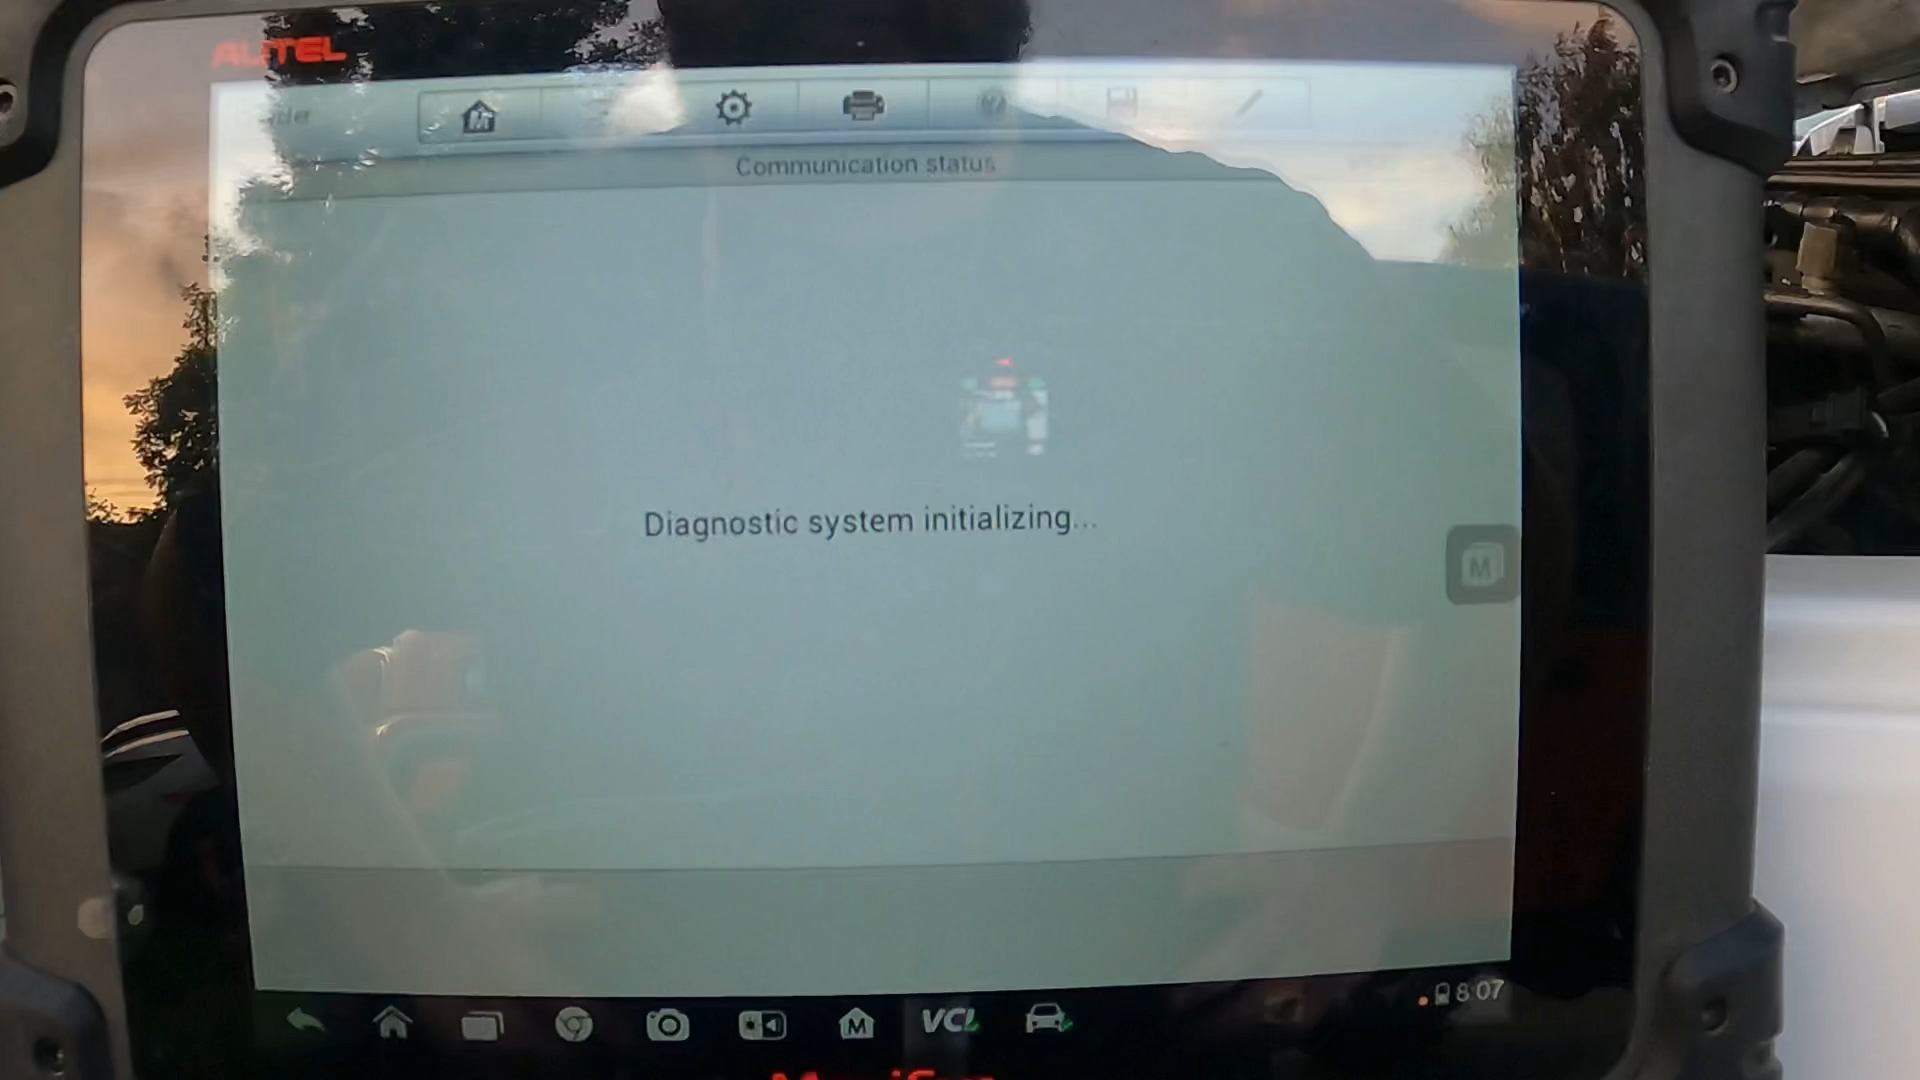 AUTEL
Communication status
Diagnostic system initializing...
M
M
VCI
8:07